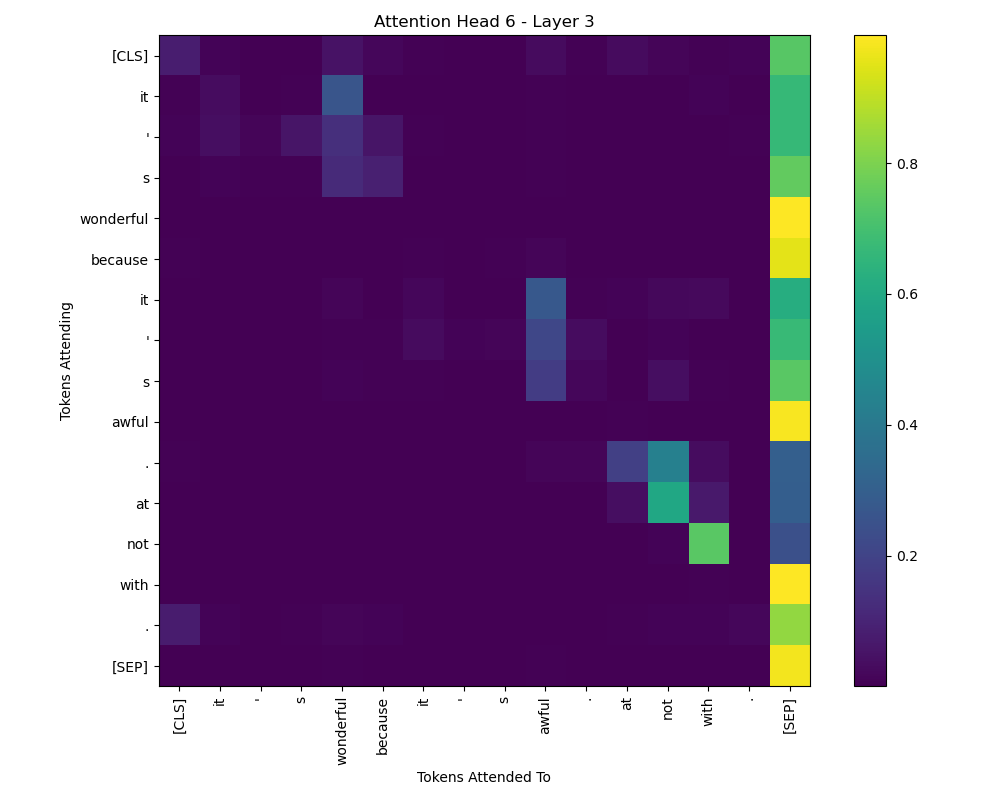 Attention Head 6 - Layer 3
[CLS]
it
'
s
wonderful
because
it
'
s
awful
.
at
not
with
.
[SEP]
Tokens Attending
[CLS]
it
'
s
wonderful
because
it
'
s
awful
.
at
not
with
.
[SEP]
Tokens Attended To
0.8
0.6
0.4
0.2